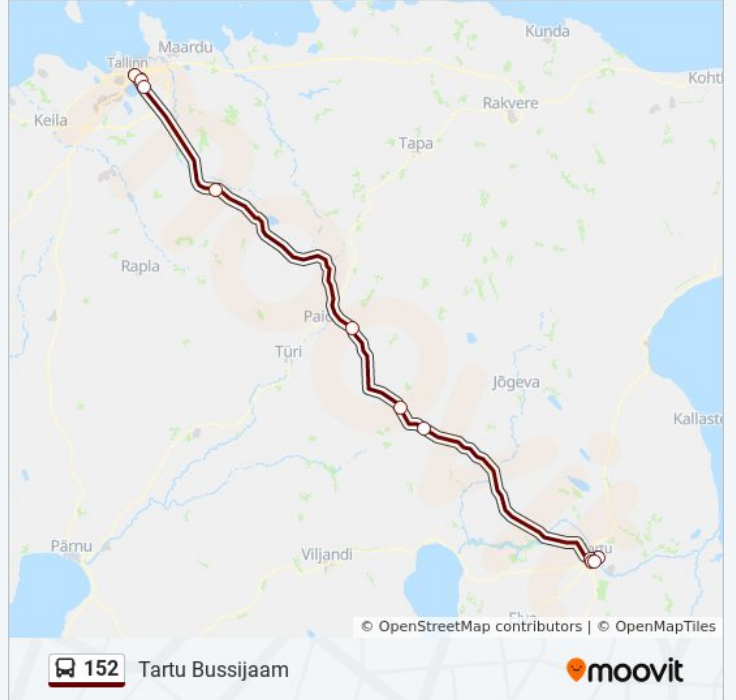 Kunda
Maardu
Tallinn
Kohtl
Rakvere
Keila
Tapa
Rapla
Paid
Türi
Jõgeva
Kallaste
Pärnu
Viljandi
© OpenStreetMap contributors | © OpenMapTiles
152 Tartu Bussijaam
moovit